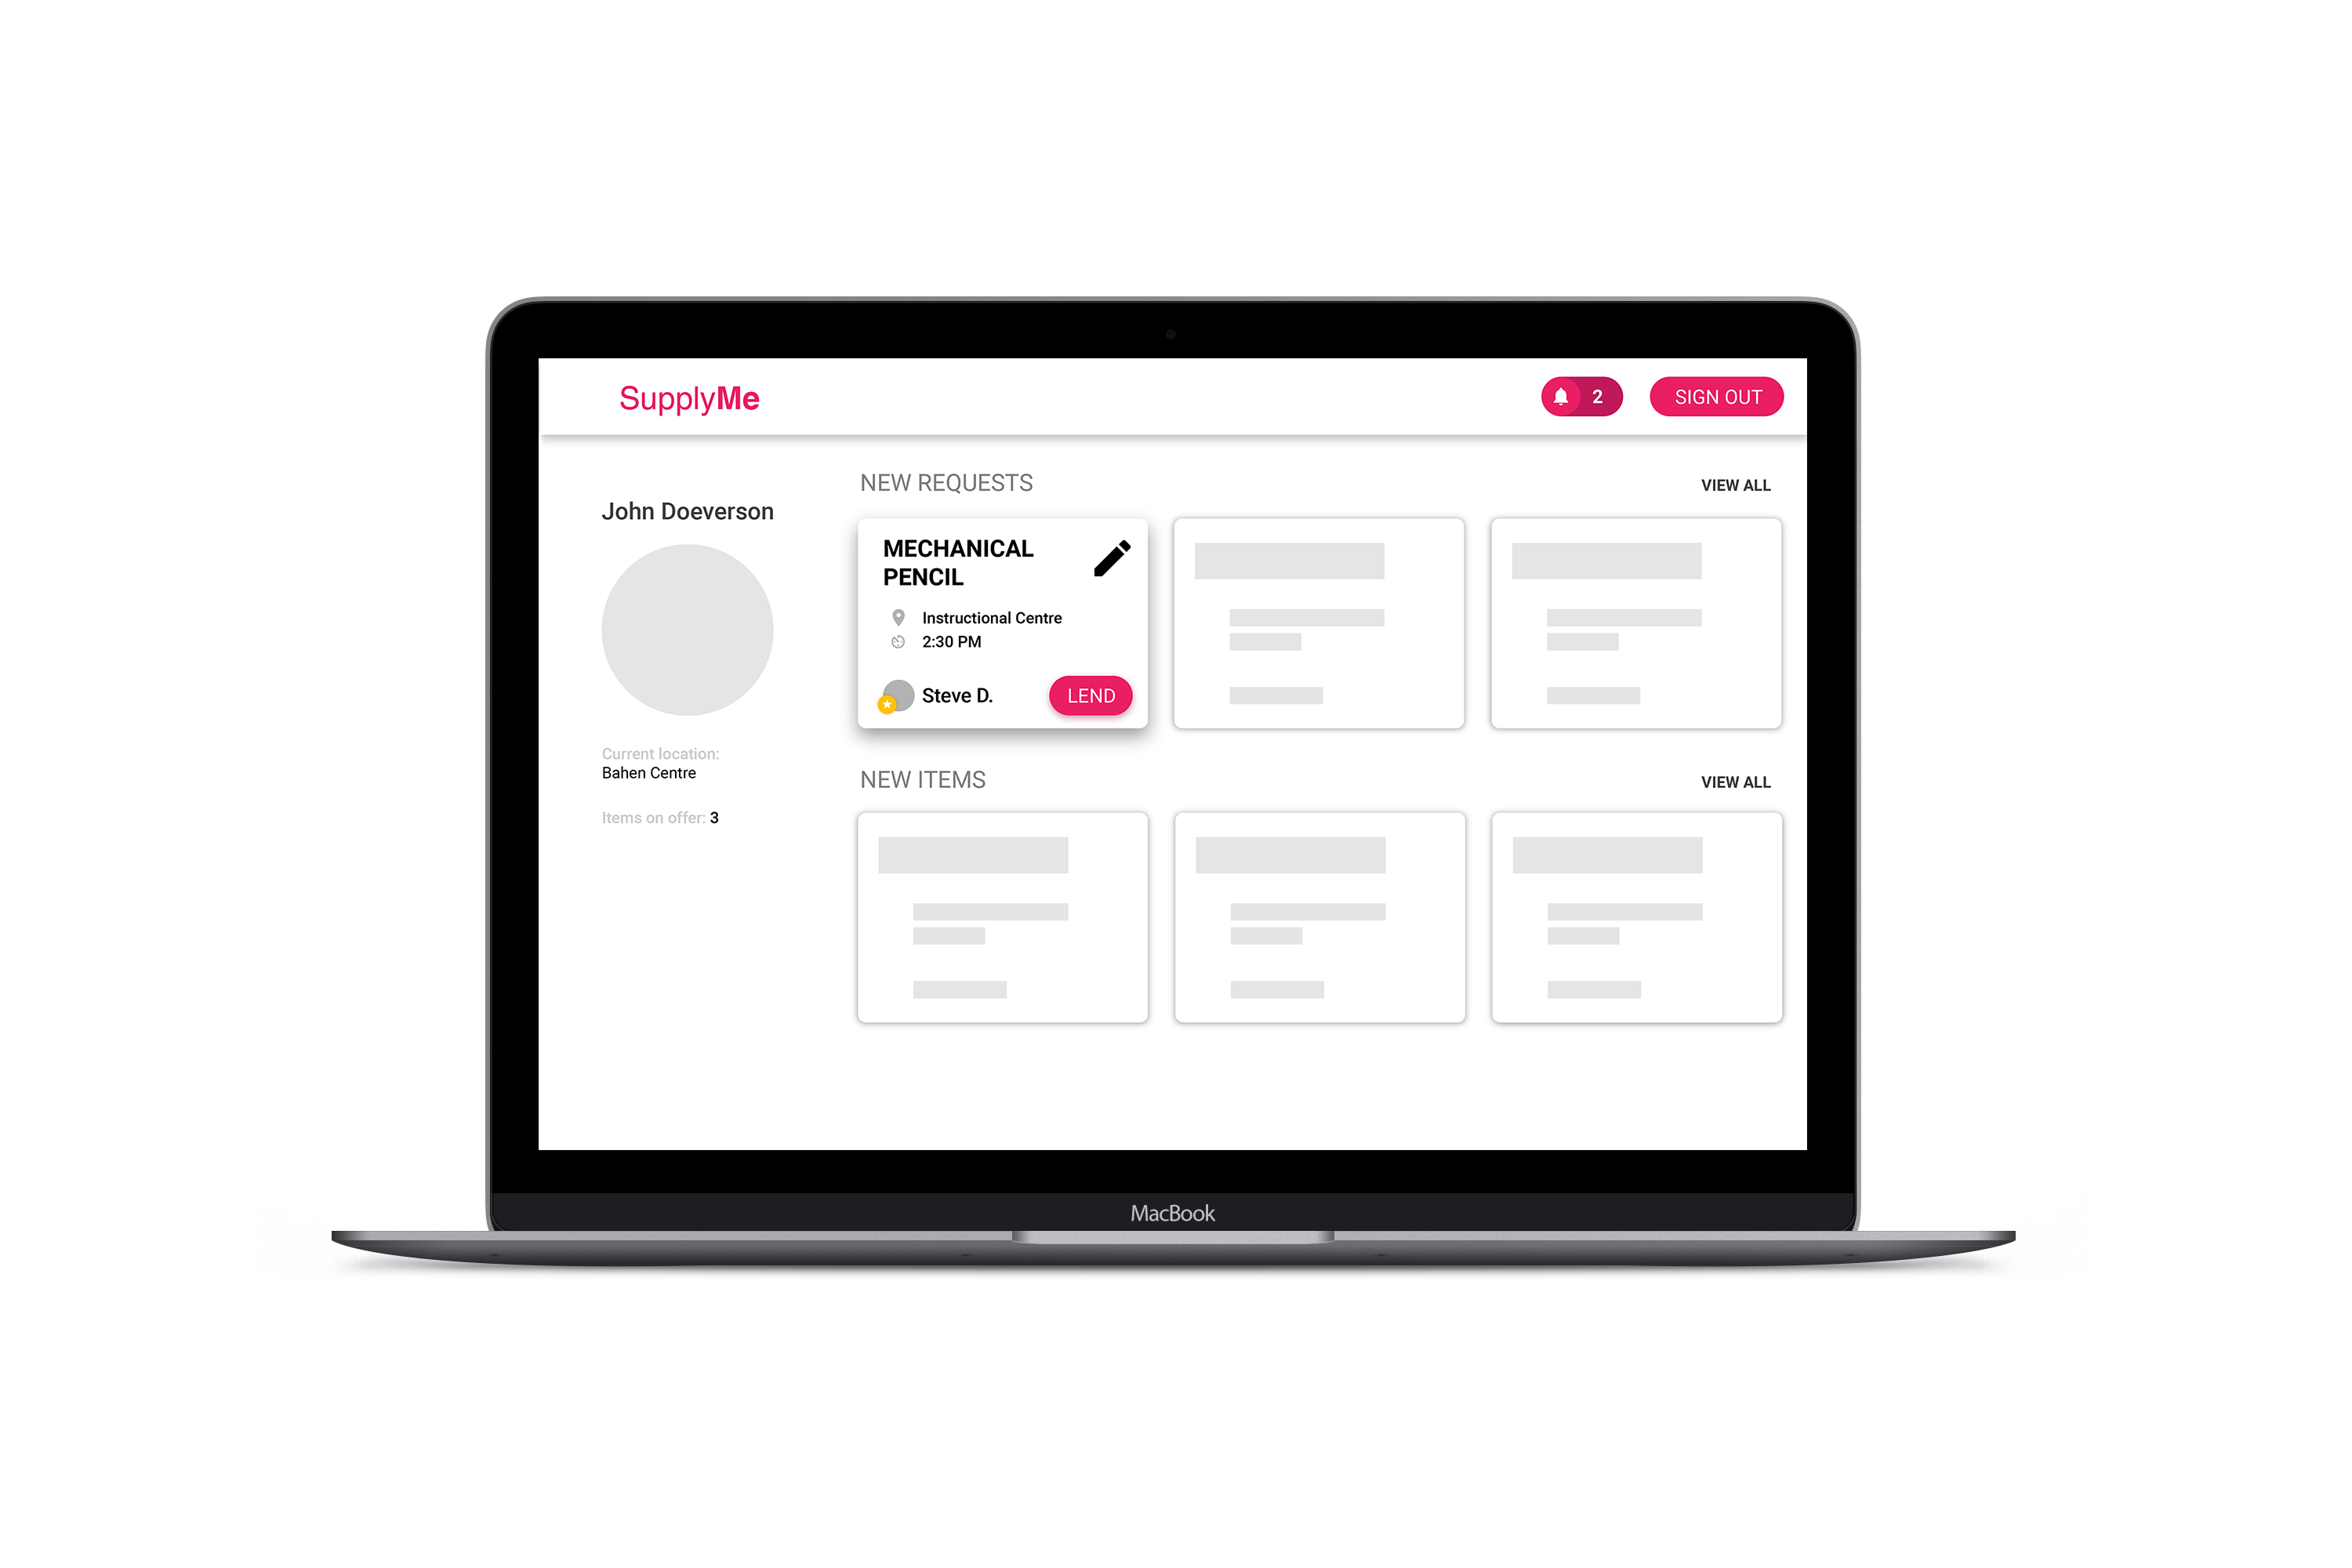 SupplyMe
2
SIGN OUT
John Doeverson
Current location:
Bahen Centre
Items on offer: 3
NEW REQUESTS
VIEW ALL
MECHANICAL
PENCIL
Instructional Centre
2:30 PM
Steve D.
LEND
NEW ITEMS
VIEW ALL
MacBook